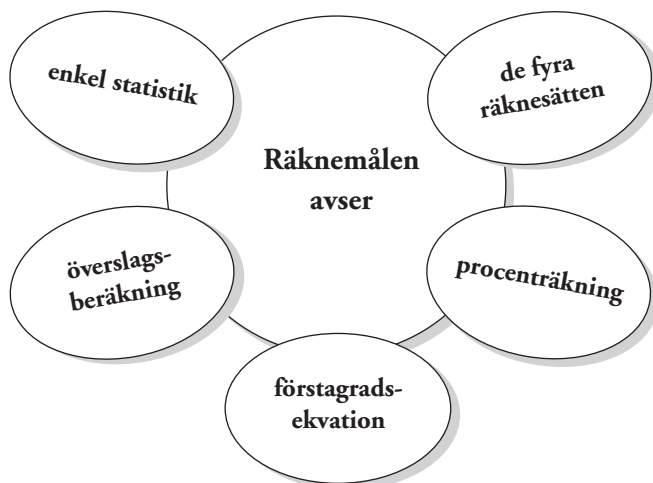 enkel statistik
de fyra
räknesätten
Räknemålen
avser
överslags-
beräkning
procenträkning
förstagrads-
ekvation